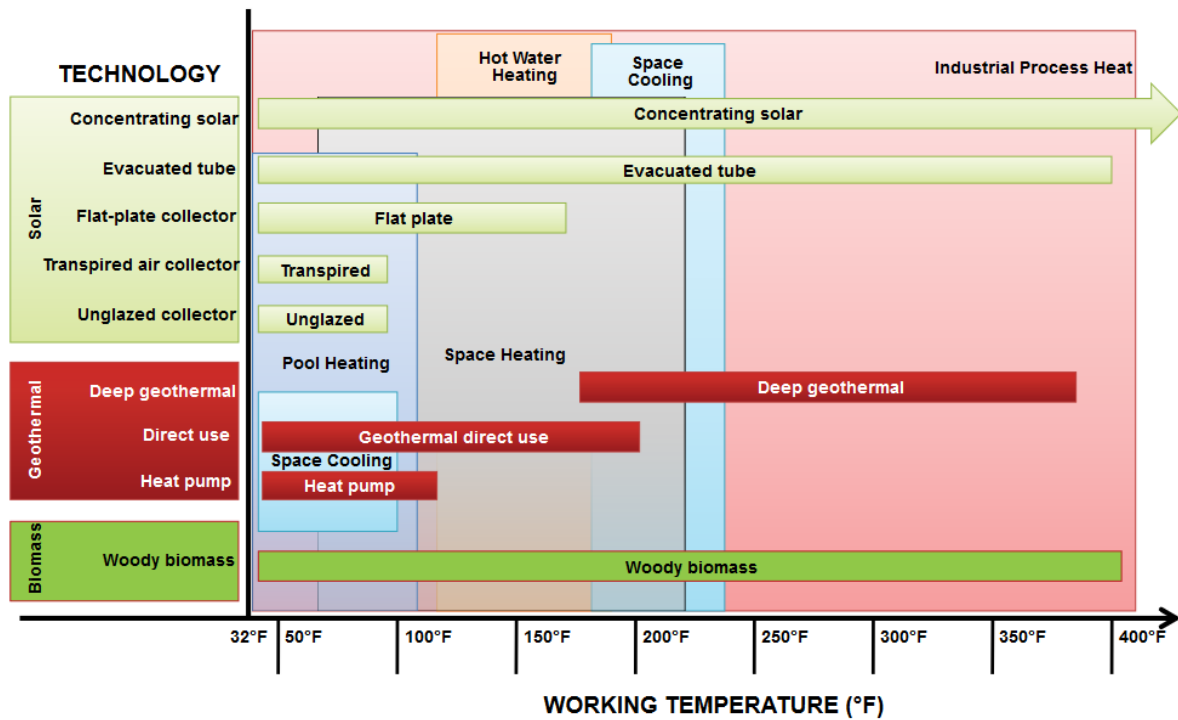 TECHNOLOGY
Hot Water
Heating
Space
Cooling
Industrial Process Heat
Solar
Concentrating solar
Concentrating solar
Evacuated tube
Evacuated tube
Flat-plate collector
Flat plate
Transpired air collector
Transpired
Unglazed collector
Unglazed
Pool Heating
Space Heating
Geothermal
Deep geothermal
Deep geothermal
Direct use
Geothermal direct use
Space Cooling
Heat pump
Heat pump
Biomass
Woody biomass
Woody biomass
32°F
50°F
100°F
150°F
200°F
250°F
300°F
350°F
400°F
WORKING TEMPERATURE (°F)